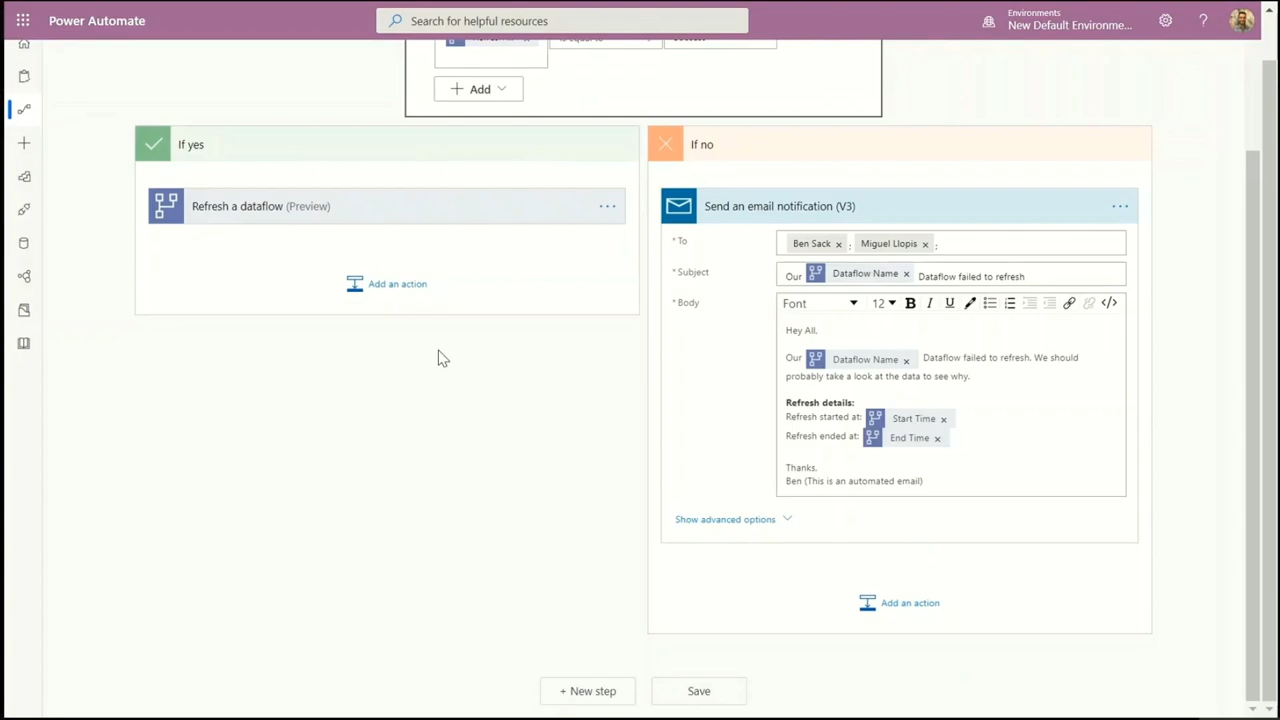 Power Automate
Search for helpful resources
Environments
New Default Environme...
Add
If yes
If no
Refresh a dataflow (Preview)
Add an action
Send an email notification (V3)
* To
Ben Sack × ; Miguel Llopis × ;
* Subject
Our Dataflow Name × Dataflow failed to refresh
* Body
Font 12 B I U </>
Hey All,
Our Dataflow Name × Dataflow failed to refresh. We should
probably take a look at the data to see why.
Refresh details:
Refresh started at: Start Time ×
Refresh ended at: End Time ×
Thanks,
Ben (This is an automated email)
Show advanced options
Add an action
+ New step
Save